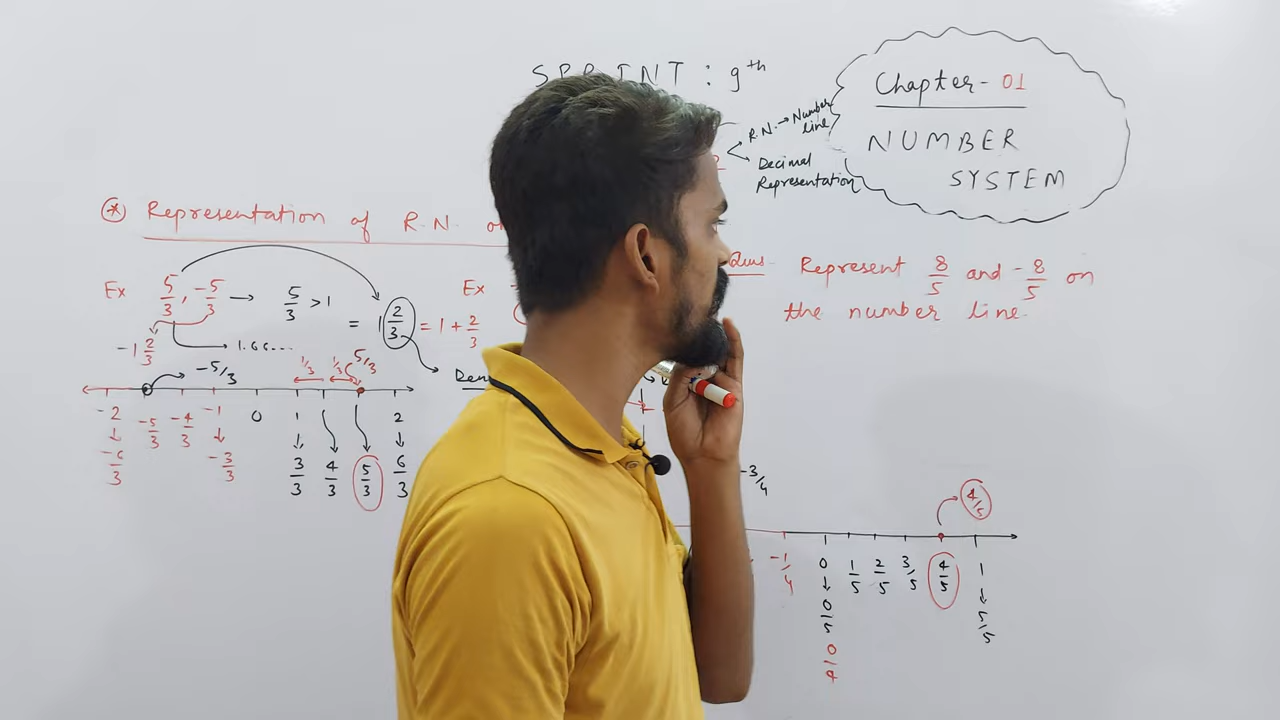 SPRINT : 9th
Chapter- 01
NUMBER
SYSTEM
R.N. → Number line
Decimal Representation
* Representation of R.N.
Ex 5/3, -5/3 → 5/3 > 1
= 1 2/3 = 1 + 2/3
-1 2/3
1.66...
Ex
Represent 8/5 and -8/5 on
the number line.
-5/3
1/3 1/3 5/3
-2 -5/3 -4/3 -1 0 1 4/3 5/3 2
-6/3 -3/3 3/3 6/3
-3/4
4/5
-1/4 0 1/5 2/5 3/5 4/5 1
0/5 5/5
0/4